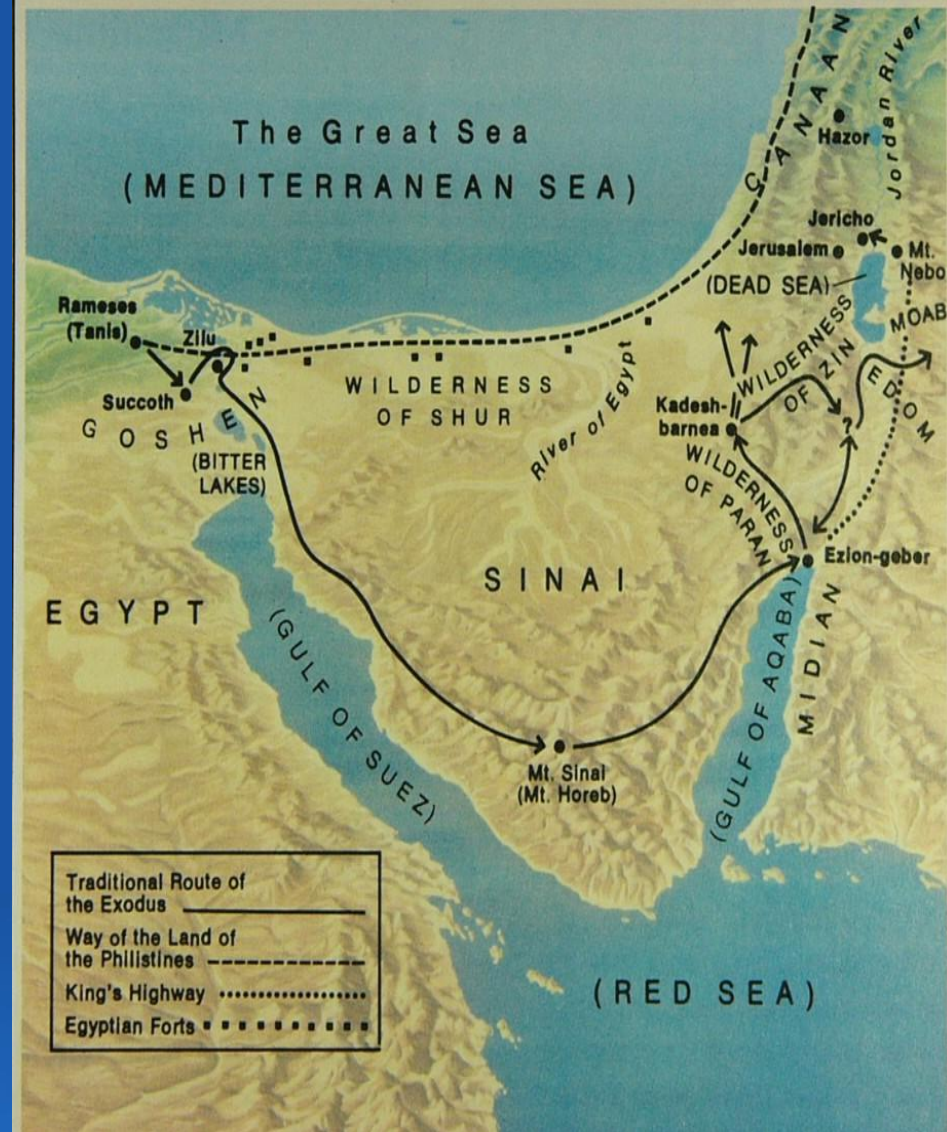 The Great Sea
(MEDITERRANEAN SEA)
CANAAN
Jordan River
Hazor
Jericho
Jerusalem
Mt.
Nebo
(DEAD SEA)
MOAB
Rameses
(Tanis)
Zilu
Succoth
GOSHEN
(BITTER
LAKES)
WILDERNESS
OF SHUR
River of Egypt
Kadesh-
barnea
WILDERNESS
OF ZIN
?
EDOM
WILDERNESS
OF PARAN
Ezion-geber
SINAI
EGYPT
(GULF OF SUEZ)
Mt. Sinai
(Mt. Horeb)
(GULF OF AQABA)
MIDIAN
Traditional Route of
the Exodus
Way of the Land of
the Philistines
King's Highway
Egyptian Forts
(RED SEA)